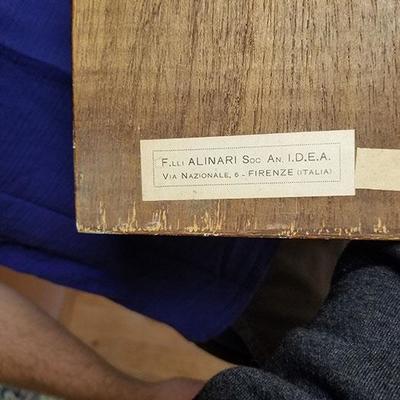 F.LLI ALINARI SOC. AN. I.D.E.A.
VIA NAZIONALE, 6 - FIRENZE (ITALIA)